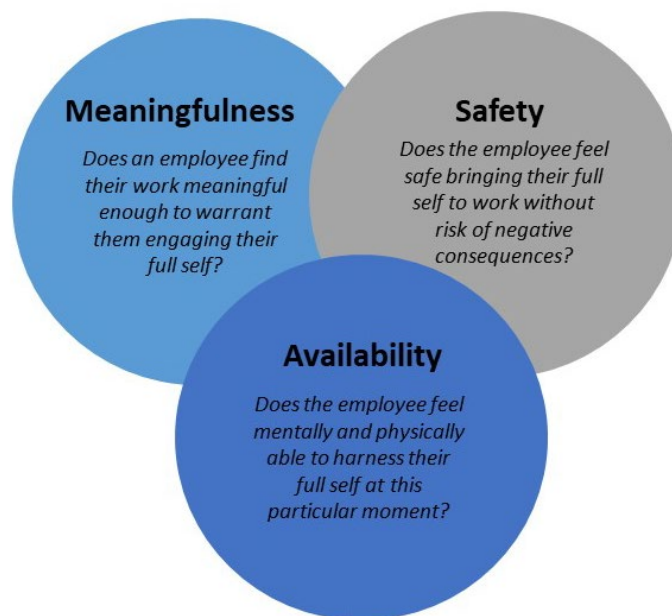 Meaningfulness
Does an employee find
their work meaningful
enough to warrant
them engaging their
full self?
Safety
Does the employee feel
safe bringing their full
self to work without
risk of negative
consequences?
Availability
Does the employee feel
mentally and physically
able to harness their
full self at this
particular moment?